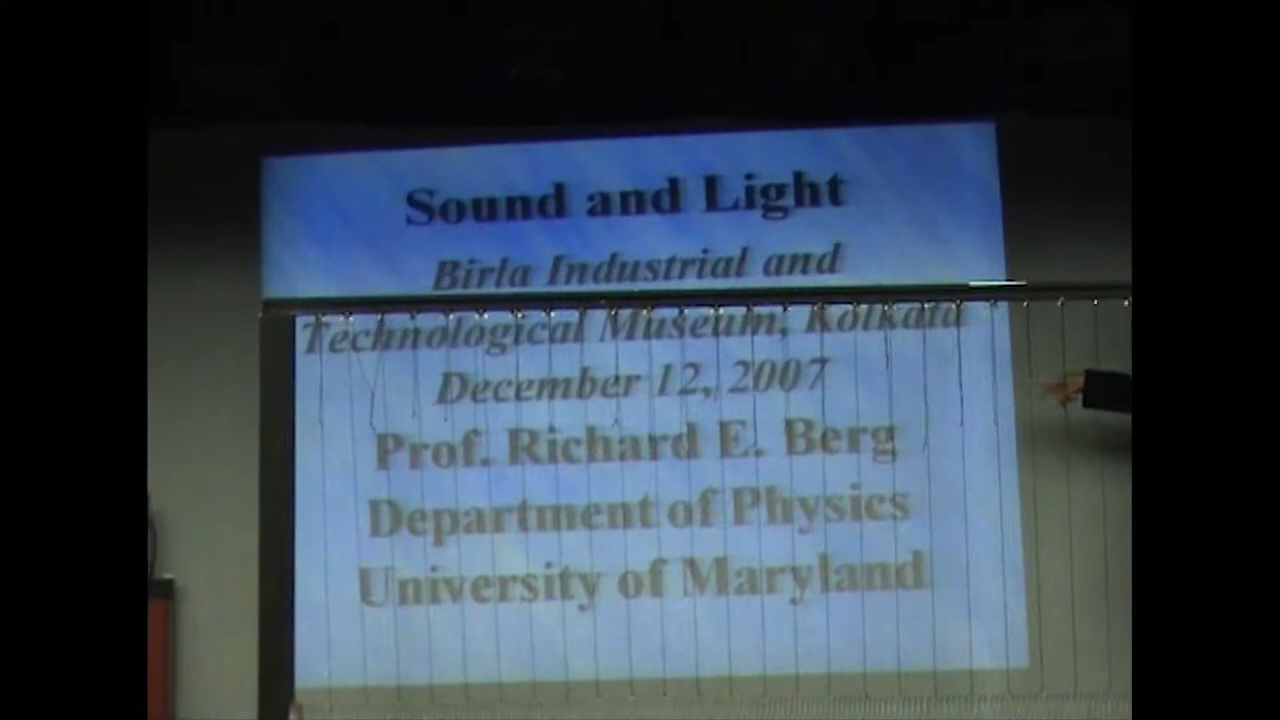 Sound and Light
Birla Industrial and
Technological Museum, Kolkata
December 12, 2007
Prof. Richard E. Berg
Department of Physics
University of Maryland